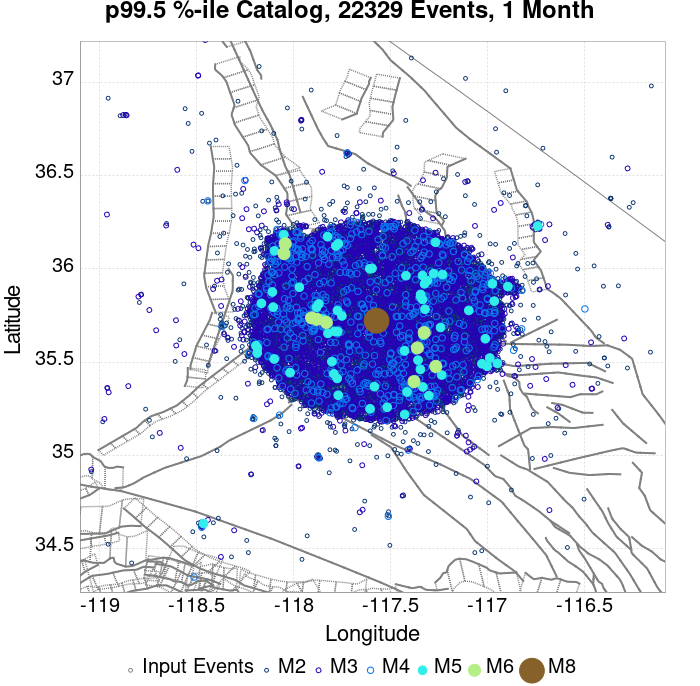 p99.5 %-ile Catalog, 22329 Events, 1 Month
37
36.5
36
35.5
35
34.5
Latitude
-119 -118.5 -118 -117.5 -117 -116.5
Longitude
Input Events M2 M3 M4 M5 M6 M8